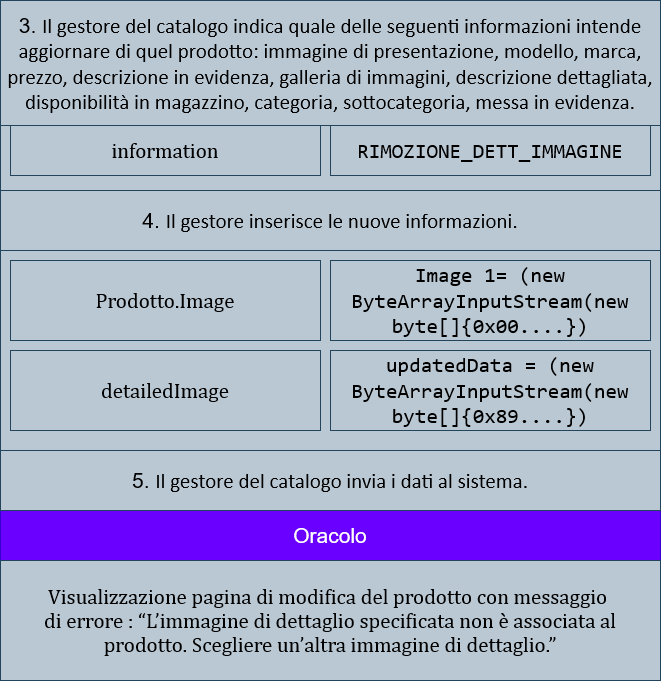 3. Il gestore del catalogo indica quale delle seguenti informazioni intende
aggiornare di quel prodotto: immagine di presentazione, modello, marca,
prezzo, descrizione in evidenza, galleria di immagini, descrizione dettagliata,
disponibilità in magazzino, categoria, sottocategoria, messa in evidenza.
information
RIMOZIONE_DETT_IMMAGINE
4. Il gestore inserisce le nuove informazioni.
Prodotto.Image
Image 1= (new
ByteArrayInputStream(new
byte[]{0x00....})
detailedImage
updatedData = (new
ByteArrayInputStream(new
byte[]{0x89....})
5. Il gestore del catalogo invia i dati al sistema.
Oracolo
Visualizzazione pagina di modifica del prodotto con messaggio
di errore : “L’immagine di dettaglio specificata non è associata al
prodotto. Scegliere un’altra immagine di dettaglio.”